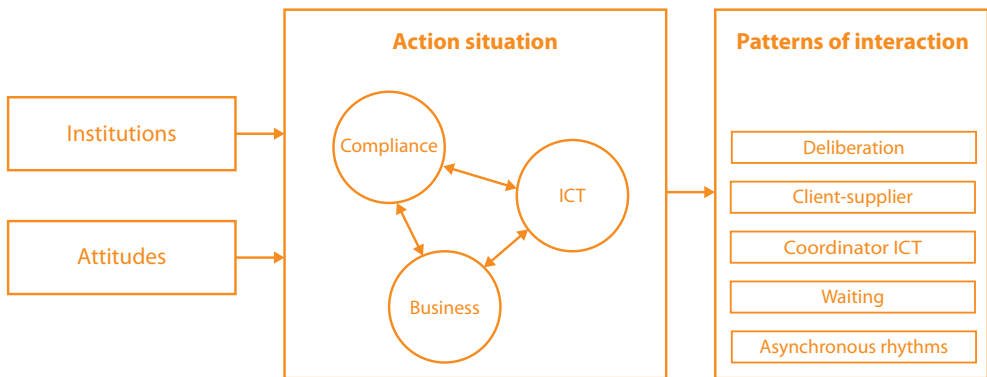 Institutions
Attitudes
Action situation
Compliance
ICT
Business
Patterns of interaction
Deliberation
Client-supplier
Coordinator ICT
Waiting
Asynchronous rhythms